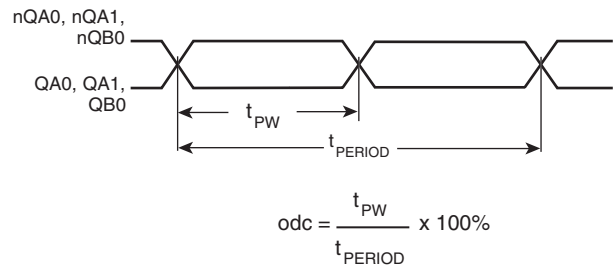 nQA0, nQA1,
nQB0
QA0, QA1,
QB0
tPW
tPERIOD
odc = tPW / tPERIOD x 100%